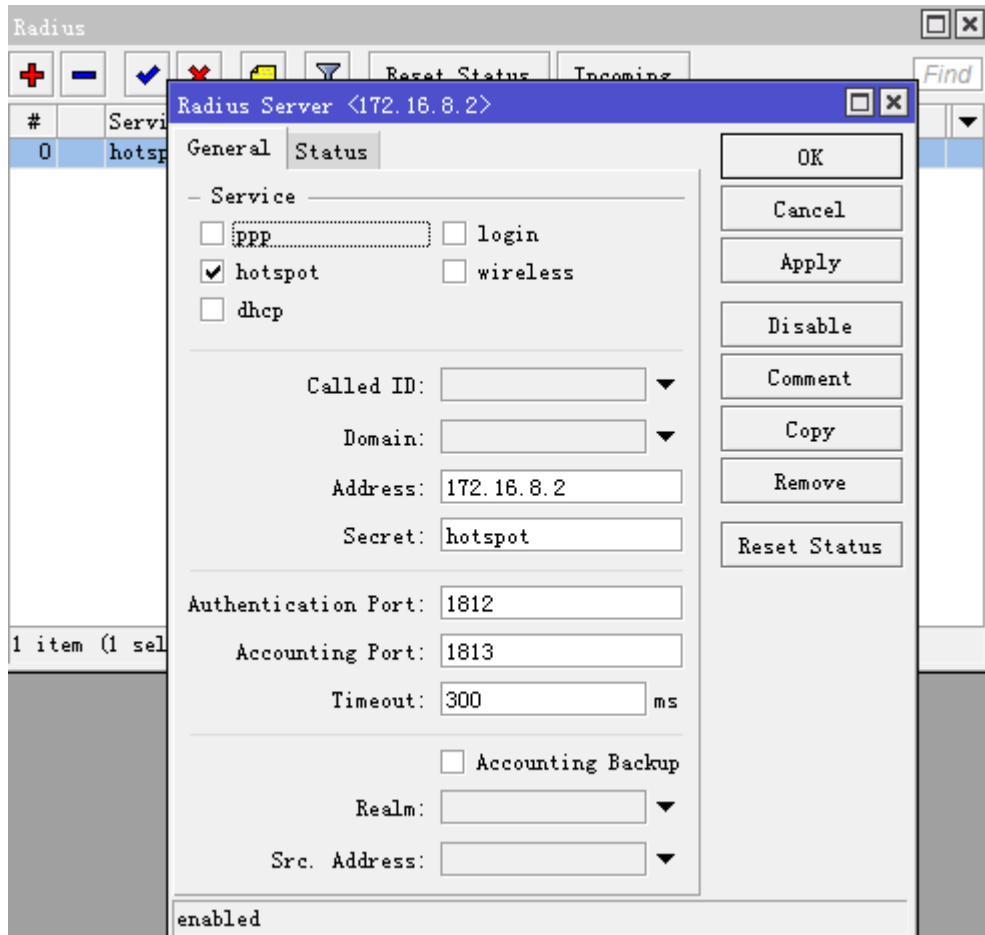 Radius
Reset Status Incoming Find
# Servi
0 hotsp
1 item (1 sel
Radius Server <172.16.8.2>
General Status
Service
ppp login
hotspot wireless
dhcp
Called ID:
Domain:
Address: 172.16.8.2
Secret: hotspot
Authentication Port: 1812
Accounting Port: 1813
Timeout: 300 ms
Accounting Backup
Realm:
Src. Address:
enabled
OK
Cancel
Apply
Disable
Comment
Copy
Remove
Reset Status